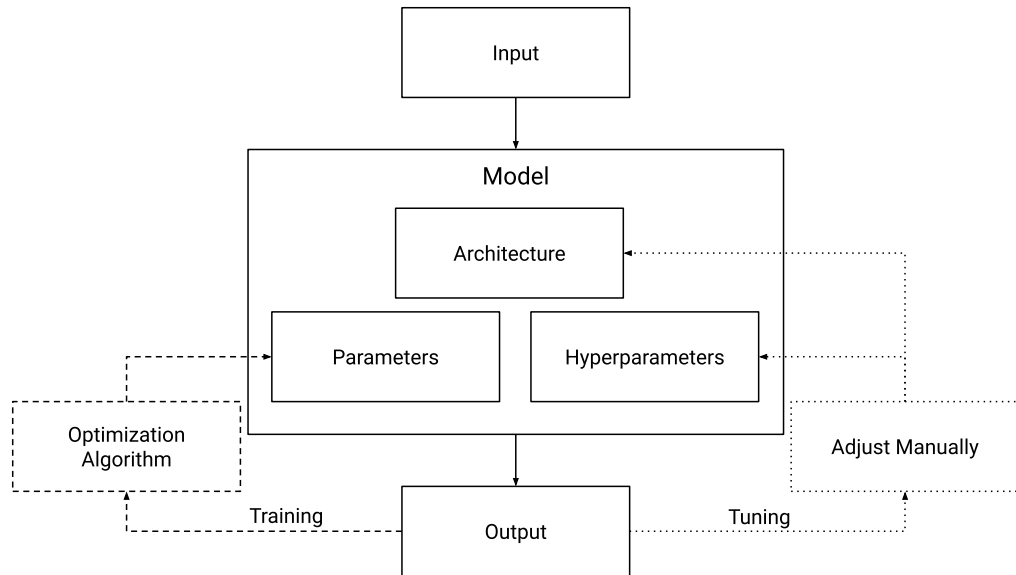 Input
Model
Architecture
Parameters
Hyperparameters
Optimization
Algorithm
Adjust Manually
Training
Tuning
Output